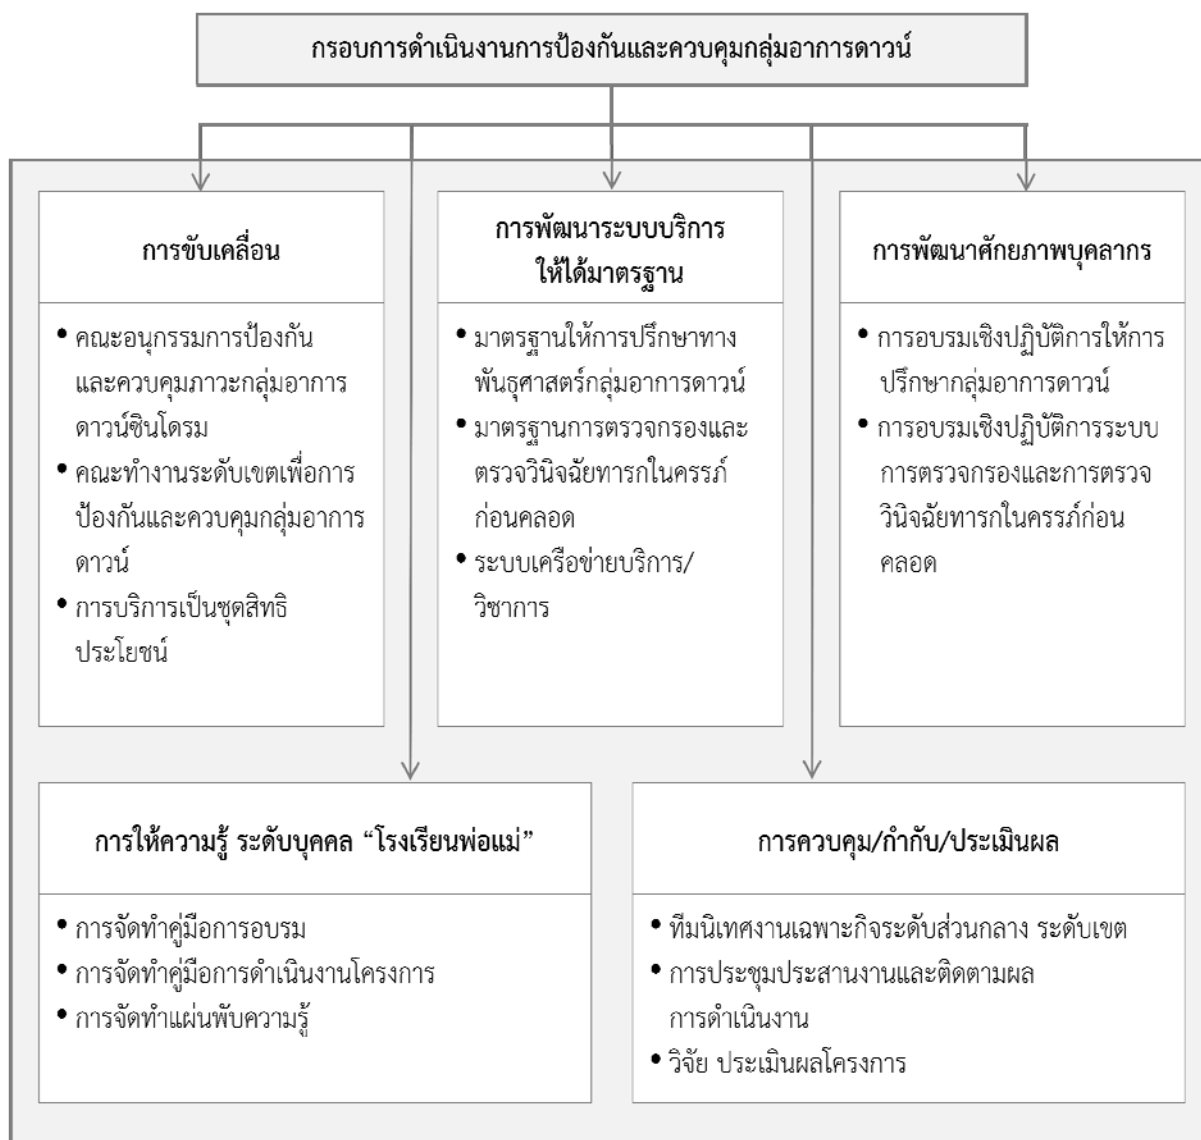 กรอบการดำเนินงานการป้องกันและควบคุมกลุ่มอาการดาวน์
การขับเคลื่อน
• คณะอนุกรรมการป้องกัน
และควบคุมภาวะกลุ่มอาการ
ดาวน์ซินโดรม
• คณะทำงานระดับเขตเพื่อการ
ป้องกันและควบคุมกลุ่มอาการ
ดาวน์
• การบริการเป็นชุดสิทธิ
ประโยชน์
การพัฒนาระบบบริการ
ให้ได้มาตรฐาน
• มาตรฐานให้การปรึกษาทาง
พันธุศาสตร์กลุ่มอาการดาวน์
• มาตรฐานการตรวจกรองและ
ตรวจวินิจฉัยทารกในครรภ์
ก่อนคลอด
• ระบบเครือข่ายบริการ/
วิชาการ
การพัฒนาศักยภาพบุคลากร
• การอบรมเชิงปฏิบัติการให้การ
ปรึกษากลุ่มอาการดาวน์
• การอบรมเชิงปฏิบัติการระบบ
การตรวจกรองและการตรวจ
วินิจฉัยทารกในครรภ์ก่อน
คลอด
การให้ความรู้ ระดับบุคคล “โรงเรียนพ่อแม่”
• การจัดทำคู่มือการอบรม
• การจัดทำคู่มือการดำเนินงานโครงการ
• การจัดทำแผ่นพับความรู้
การควบคุม/กำกับ/ประเมินผล
• ทีมนิเทศงานเฉพาะกิจระดับส่วนกลาง ระดับเขต
• การประชุมประสานงานและติดตามผล
การดำเนินงาน
• วิจัย ประเมินผลโครงการ